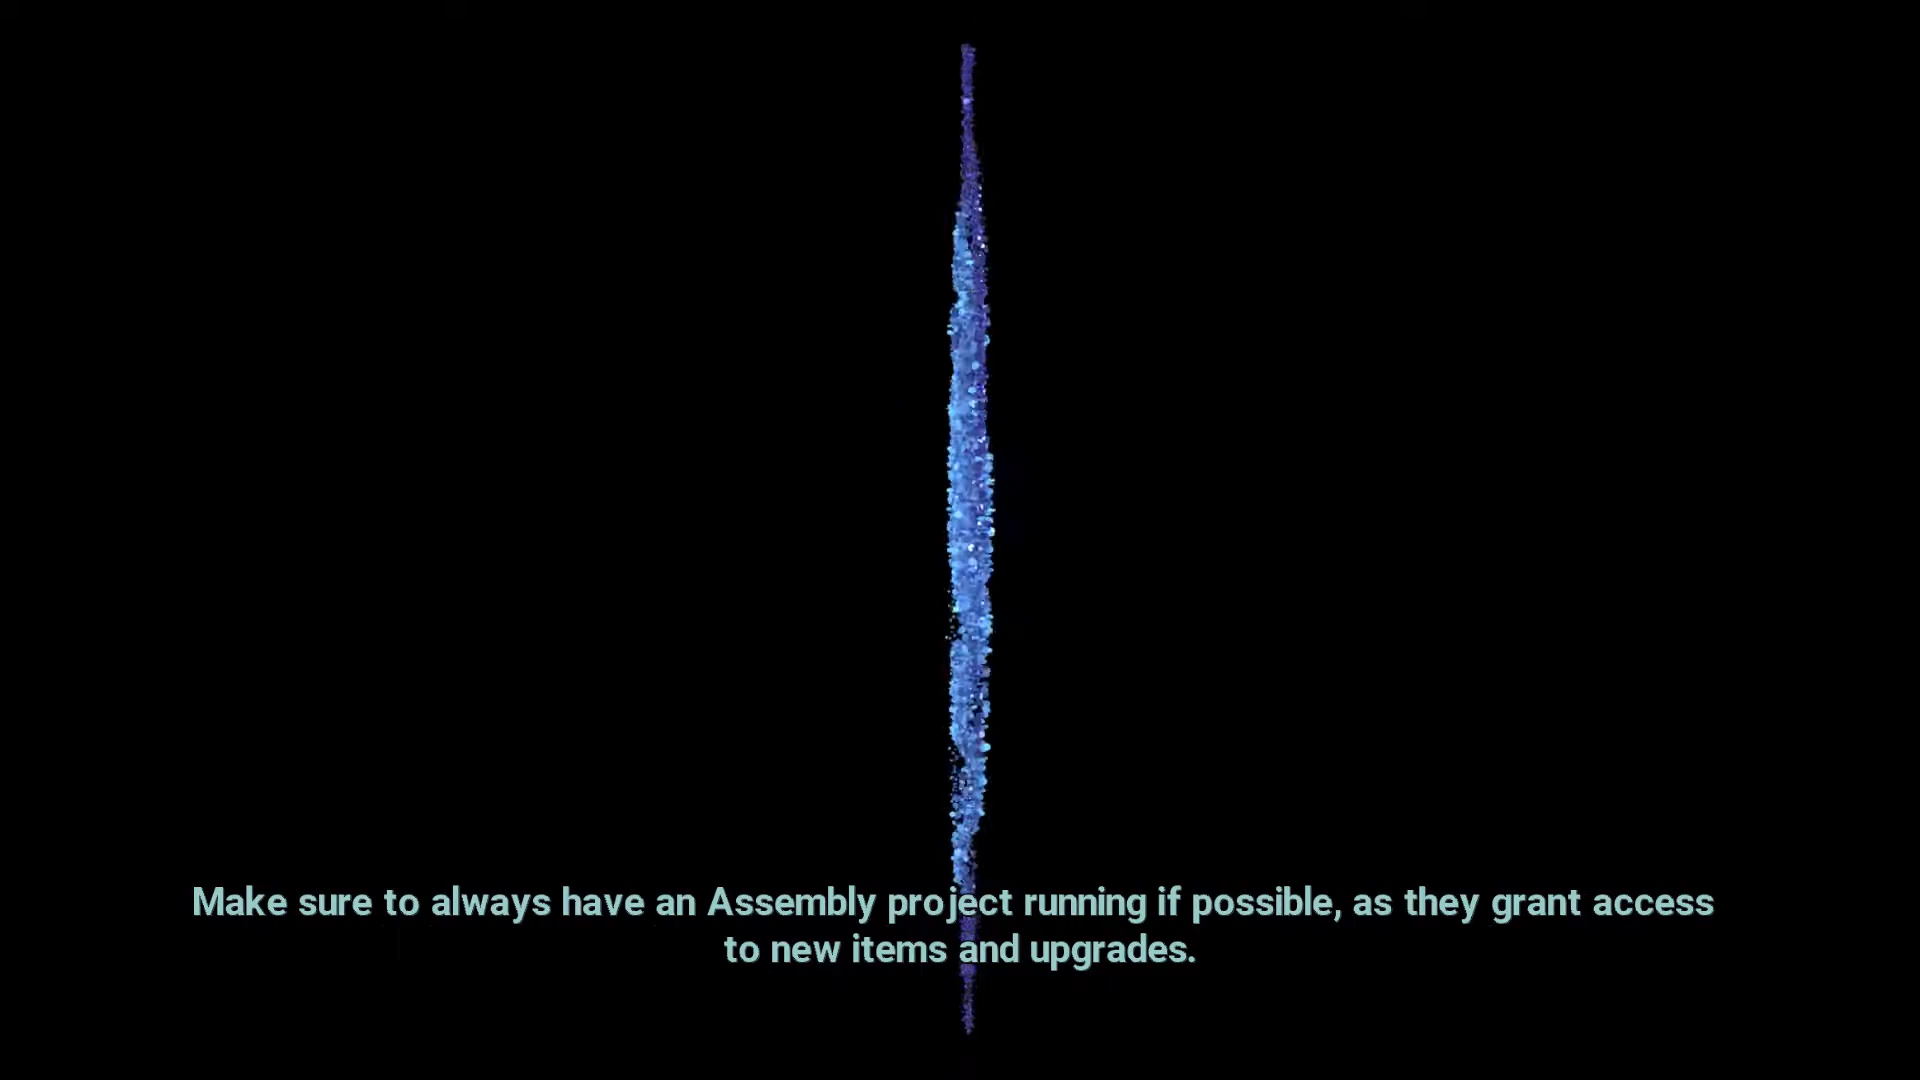 Make sure to always have an Assembly project running if possible, as they grant access
to new items and upgrades.